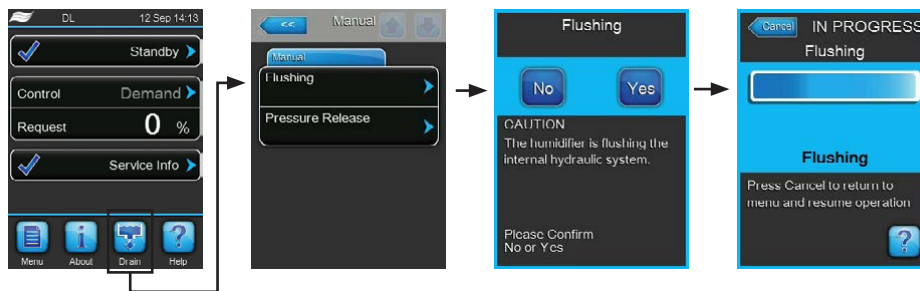 DL 12 Sep 14:13
Standby
Control Demand
Request 0 %
Service Info
Menu About Drain Help
<< Manual
Manual
Flushing
Pressure Release
Flushing
No Yes
CAUTION
The humidifier is flushing the
internal hydraulic system.
Please Confirm
No or Yes
Cancel IN PROGRESS
Flushing
Flushing
Press Cancel to return to
menu and resume operation
?